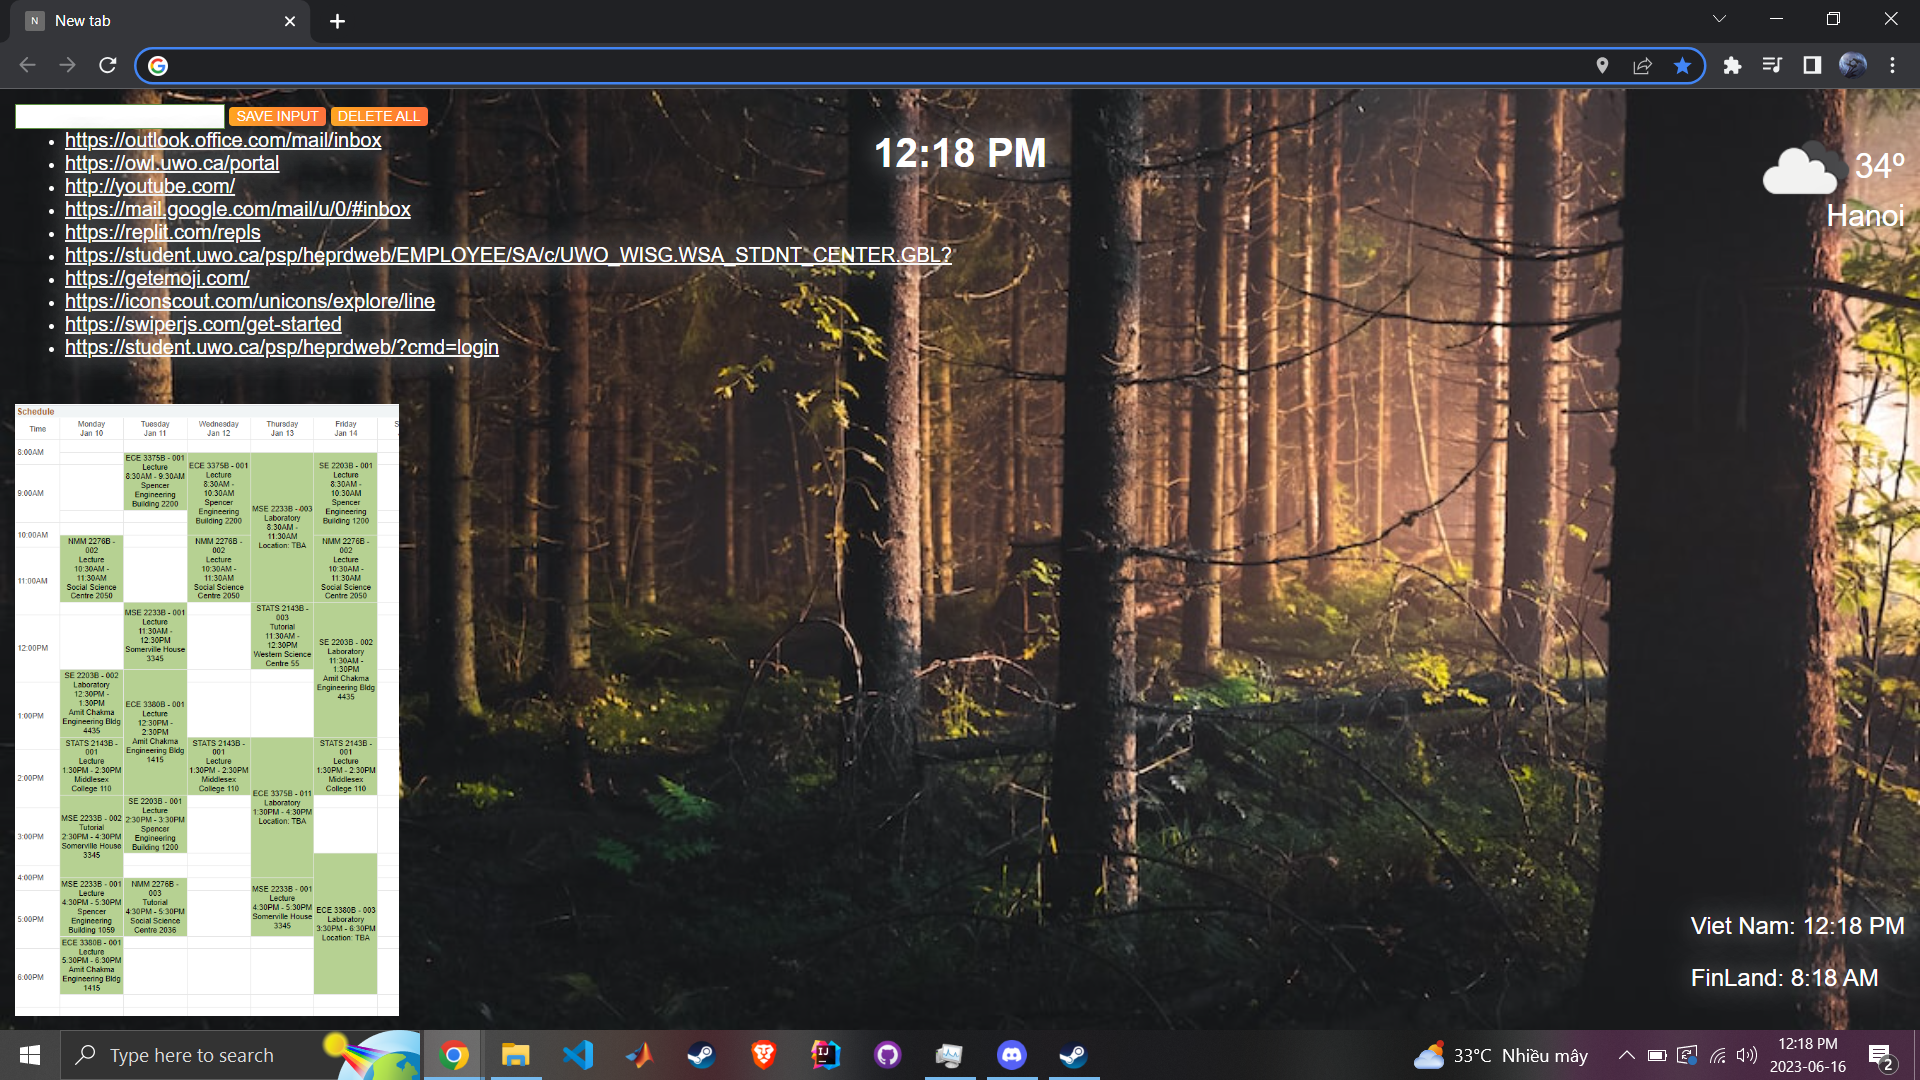 N New tab
SAVE INPUT DELETE ALL
https://outlook.office.com/mail/inbox
https://owl.uwo.ca/portal
http://youtube.com/
https://mail.google.com/mail/u/0/#inbox
https://replit.com/repls
https://student.uwo.ca/psp/heprdweb/EMPLOYEE/SA/c/UWO_WISG.WSA_STDNT_CENTER.GBL?
https://getemoji.com/
https://iconscout.com/unicons/explore/line
https://swiperjs.com/get-started
https://student.uwo.ca/psp/heprdweb/?cmd=login
12:18 PM
34º
Hanoi
Schedule
Time
Monday
Jan 10
Tuesday
Jan 11
Wednesday
Jan 12
Thursday
Jan 13
Friday
Jan 14
S
8:00AM
9:00AM
10:00AM
11:00AM
12:00PM
1:00PM
2:00PM
3:00PM
4:00PM
5:00PM
6:00PM
NMM 2276B -
002
Lecture
10:30AM -
11:30AM
Social Science
Centre 2050
SE 2203B - 002
Laboratory
12:30PM -
1:30PM
Amit Chakma
Engineering Bldg
4435
STATS 2143B -
001
Lecture
1:30PM - 2:30PM
Middlesex
College 110
MSE 2233B - 002
Tutorial
2:30PM - 4:30PM
Somerville House
3345
MSE 2233B - 001
Lecture
4:30PM - 5:30PM
Spencer
Engineering
Building 1059
ECE 3380B - 001
Lecture
5:30PM - 6:30PM
Amit Chakma
Engineering Bldg
1415
ECE 3375B - 001
Lecture
8:30AM - 9:30AM
Spencer
Engineering
Building 2200
MSE 2233B - 001
Lecture
11:30AM -
12:30PM
Somerville House
3345
ECE 3380B - 001
Lecture
12:30PM -
2:30PM
Amit Chakma
Engineering Bldg
1415
SE 2203B - 001
Lecture
2:30PM - 3:30PM
Spencer
Engineering
Building 1200
NMM 2276B -
003
Tutorial
4:30PM - 5:30PM
Social Science
Centre 2036
ECE 3375B - 001
Lecture
8:30AM -
10:30AM
Spencer
Engineering
Building 2200
NMM 2276B -
002
Lecture
10:30AM -
11:30AM
Social Science
Centre 2050
STATS 2143B -
001
Lecture
1:30PM - 2:30PM
Middlesex
College 110
MSE 2233B - 003
Laboratory
8:30AM -
11:30AM
Location: TBA
STATS 2143B -
003
Tutorial
11:30AM -
12:30PM
Western Science
Centre 55
ECE 3375B - 011
Laboratory
1:30PM - 4:30PM
Location: TBA
MSE 2233B - 001
Lecture
4:30PM - 5:30PM
Somerville House
3345
SE 2203B - 001
Lecture
8:30AM -
10:30AM
Spencer
Engineering
Building 1200
NMM 2276B -
002
Lecture
10:30AM -
11:30AM
Social Science
Centre 2050
SE 2203B - 002
Laboratory
11:30AM -
1:30PM
Amit Chakma
Engineering Bldg
4435
STATS 2143B -
001
Lecture
1:30PM - 2:30PM
Middlesex
College 110
ECE 3380B - 003
Laboratory
3:30PM - 6:30PM
Location: TBA
Viet Nam: 12:18 PM
FinLand: 8:18 AM
Type here to search
33°C Nhiều mây
12:18 PM
2023-06-16
2